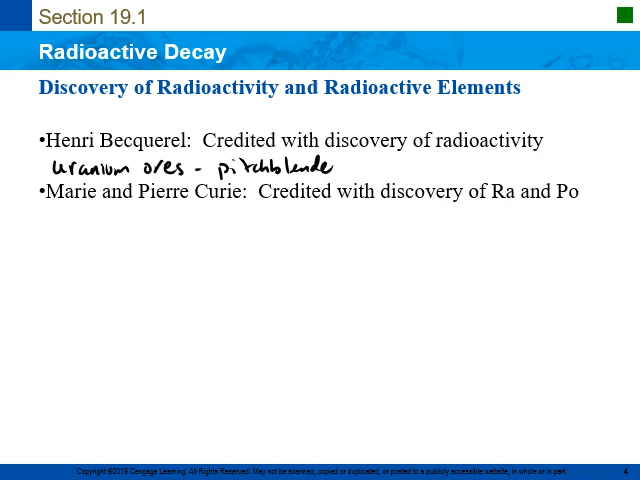 Section 19.1
Radioactive Decay
Discovery of Radioactivity and Radioactive Elements
•Henri Becquerel: Credited with discovery of radioactivity
uranium ores - pitchblende
•Marie and Pierre Curie: Credited with discovery of Ra and Po
Copyright ©2019 Cengage Learning. All Rights Reserved. May not be scanned, copied or duplicated, or posted to a publicly accessible website, in whole or in part.
4